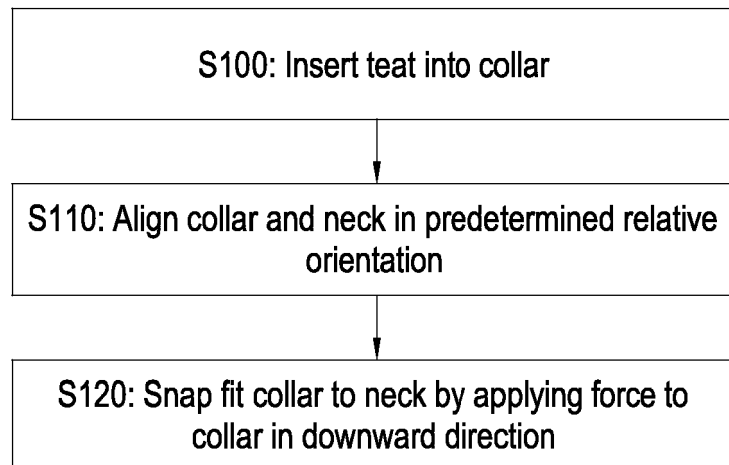 S100: Insert teat into collar
S110: Align collar and neck in predetermined relative
orientation
S120: Snap fit collar to neck by applying force to
collar in downward direction